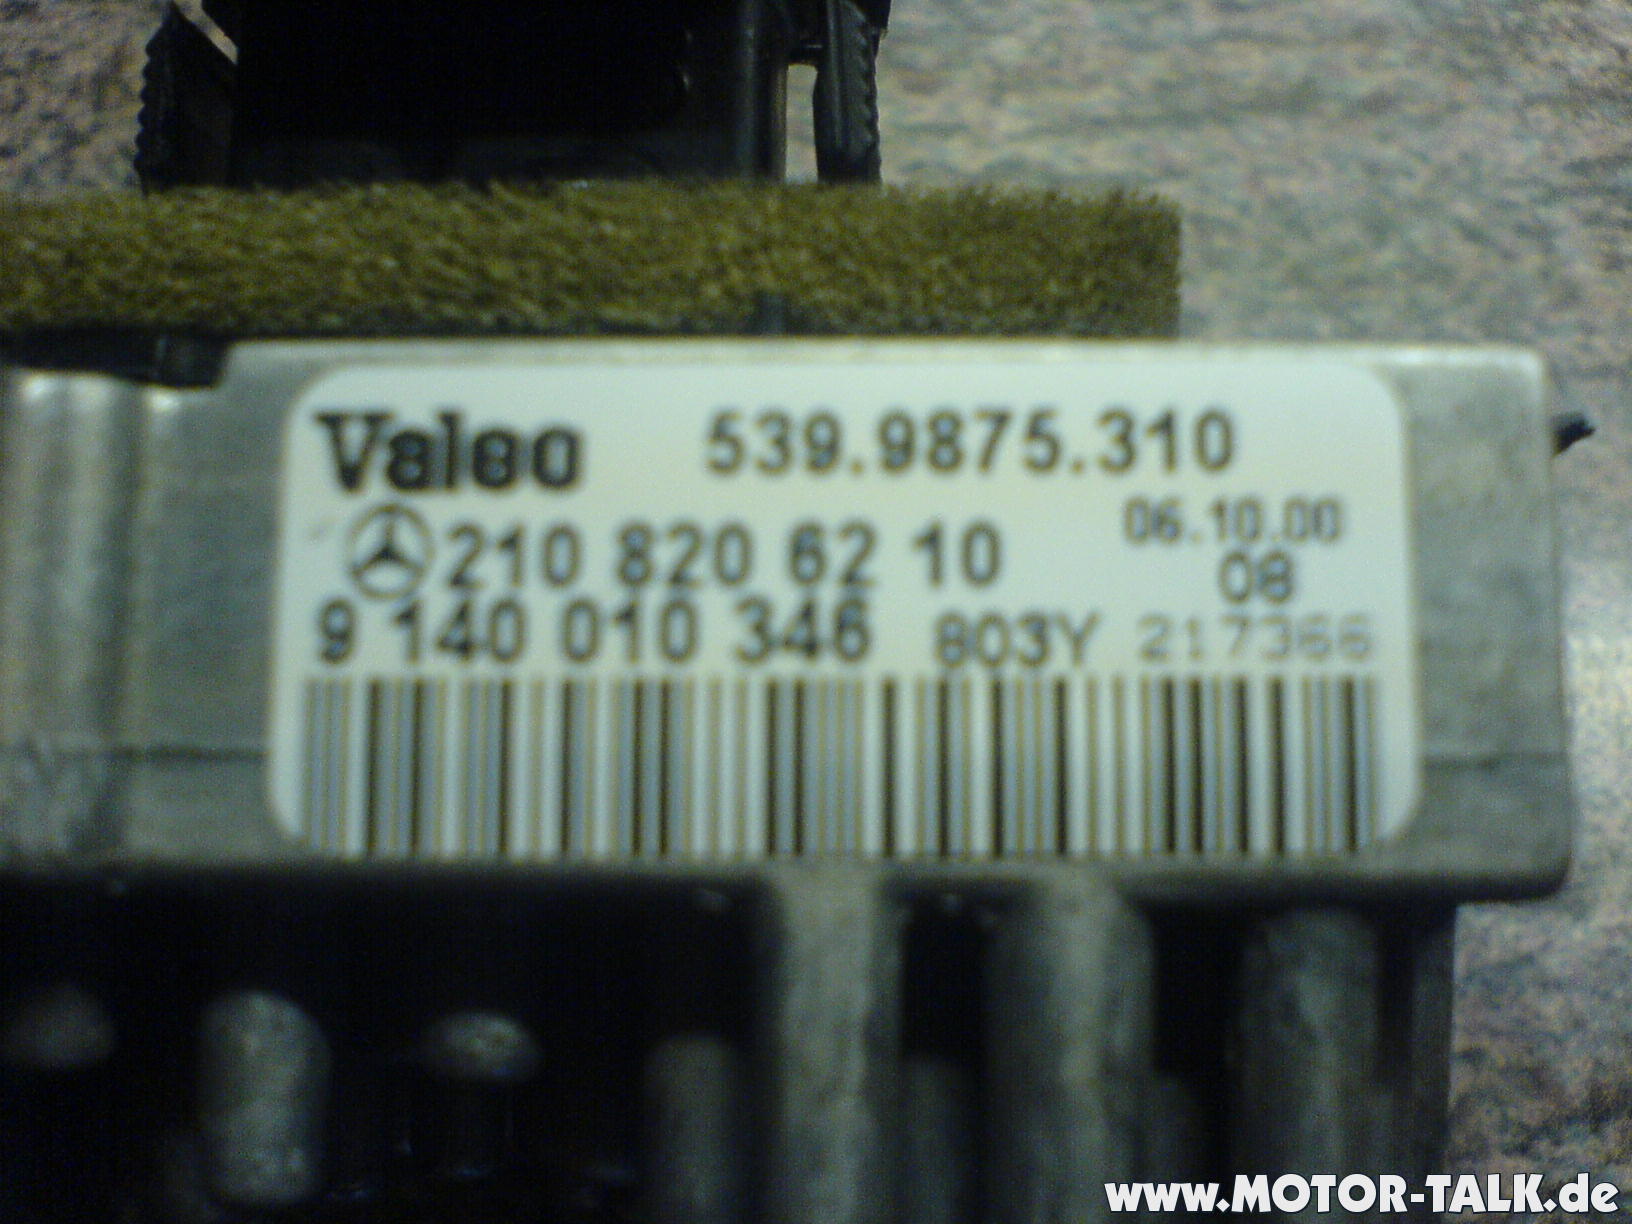 Valeo 539.9875.310
210 820 62 10 06.10.00
08
9 140 010 346 803Y 217366
www.MOTOR-TALK.de